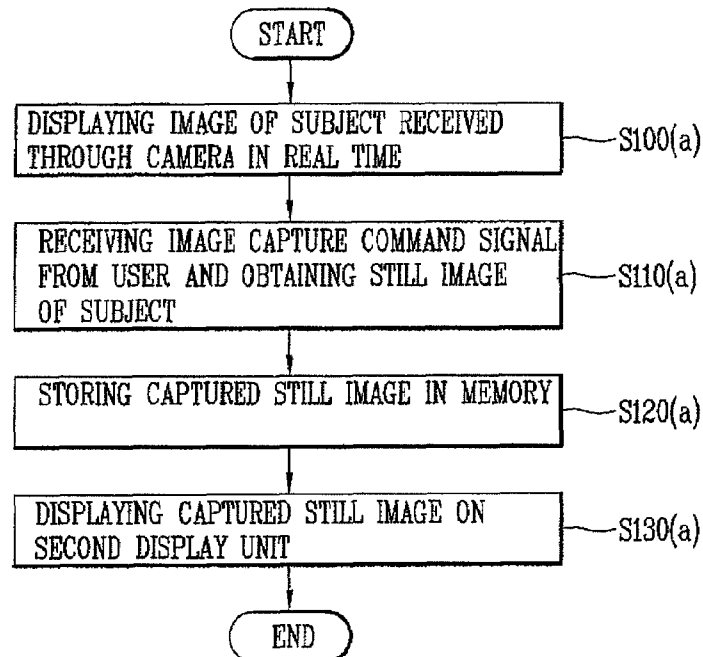 START
DISPLAYING IMAGE OF SUBJECT RECEIVED
THROUGH CAMERA IN REAL TIME
S100(a)
RECEIVING IMAGE CAPTURE COMMAND SIGNAL
FROM USER AND OBTAINING STILL IMAGE
OF SUBJECT
S110(a)
STORING CAPTURED STILL IMAGE IN MEMORY
S120(a)
DISPLAYING CAPTURED STILL IMAGE ON
SECOND DISPLAY UNIT
S130(a)
END